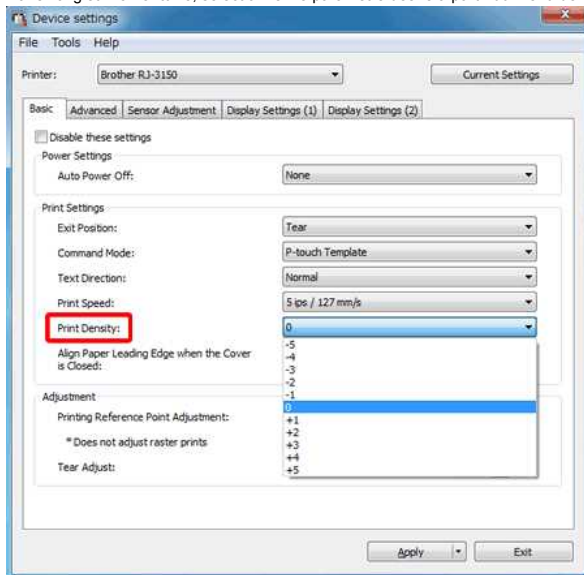 Device settings
File Tools Help
Printer: Brother RJ-3150 Current Settings
Basic Advanced Sensor Adjustment Display Settings (1) Display Settings (2)
Disable these settings
Power Settings
Auto Power Off: None
Print Settings
Exit Position: Tear
Command Mode: P-touch Template
Text Direction: Normal
Print Speed: 5 ips / 127 mm/s
Print Density: 0
Align Paper Leading Edge when the Cover
is Closed:
-5
-4
-3
-2
-1
0
+1
+2
+3
+4
+5
Adjustment
Printing Reference Point Adjustment:
*Does not adjust raster prints
Tear Adjust:
Apply Exit